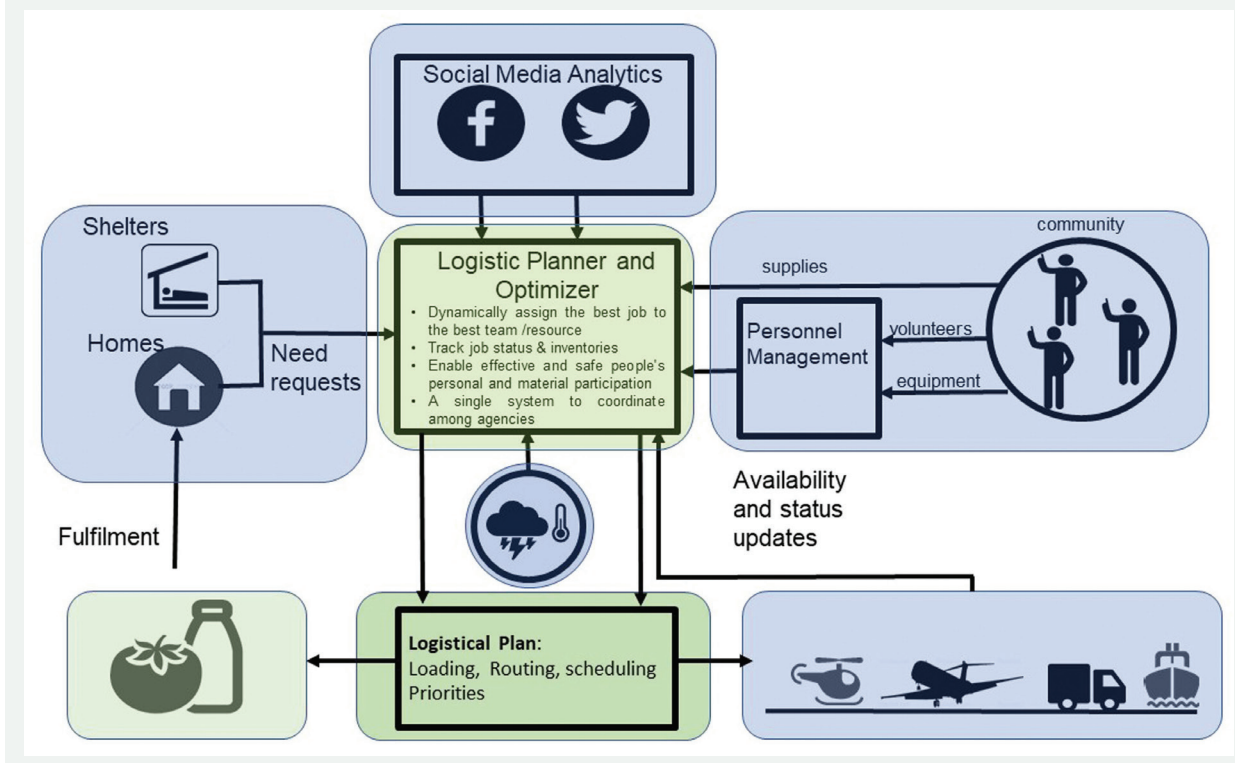 Social Media Analytics
Shelters
Homes
Need
requests
Logistic Planner and
Optimizer
• Dynamically assign the best job to
the best team /resource
• Track job status & inventories
• Enable effective and safe people's
personal and material participation
• A single system to coordinate
among agencies
community
supplies
Personnel
Management
volunteers
equipment
Availability
and status
updates
Fulfilment
Logistical Plan:
Loading, Routing, scheduling
Priorities